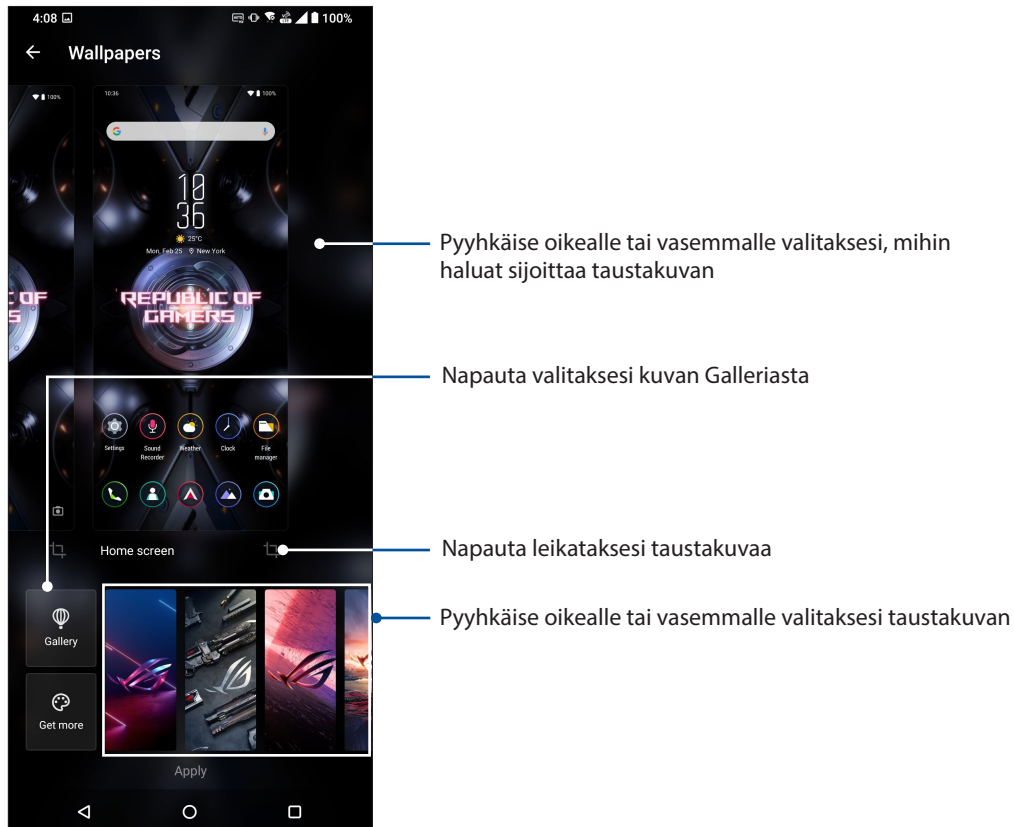 4:08
100%
Wallpapers
100%
10:36
100%
10
36
25°C
Mon, Feb 25 New York
REPUBLIC OF
GAMERS
Pyyhkäise oikealle tai vasemmalle valitaksesi, mihin
haluat sijoittaa taustakuvan
Napauta valitaksesi kuvan Galleriasta
Settings
Sound
Recorder
Weather
Clock
File
manager
Home screen
Napauta leikataksesi taustakuvaa
Pyyhkäise oikealle tai vasemmalle valitaksesi taustakuvan
Gallery
Get more
Apply